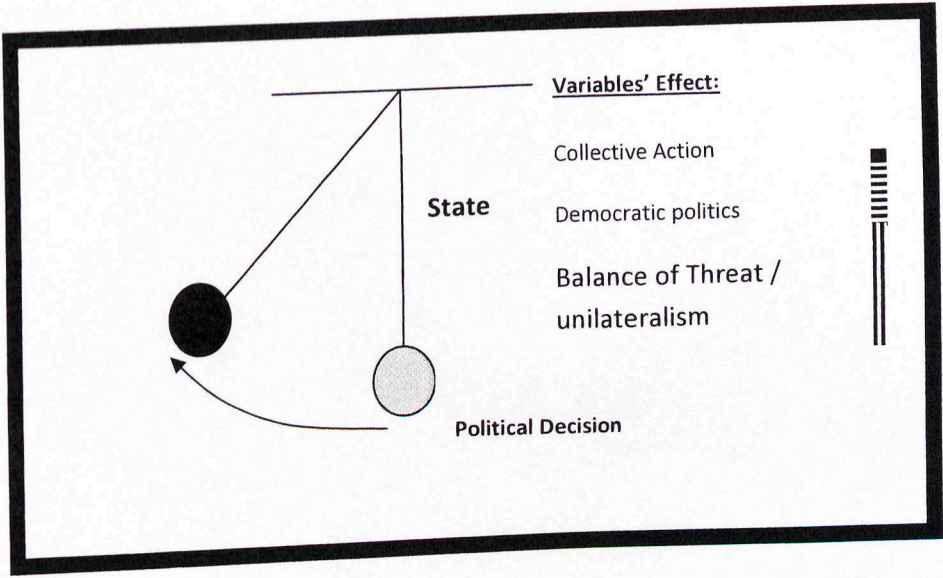 Variables’ Effect:
Collective Action
State
Democratic politics
Balance of Threat /
unilateralism
Political Decision